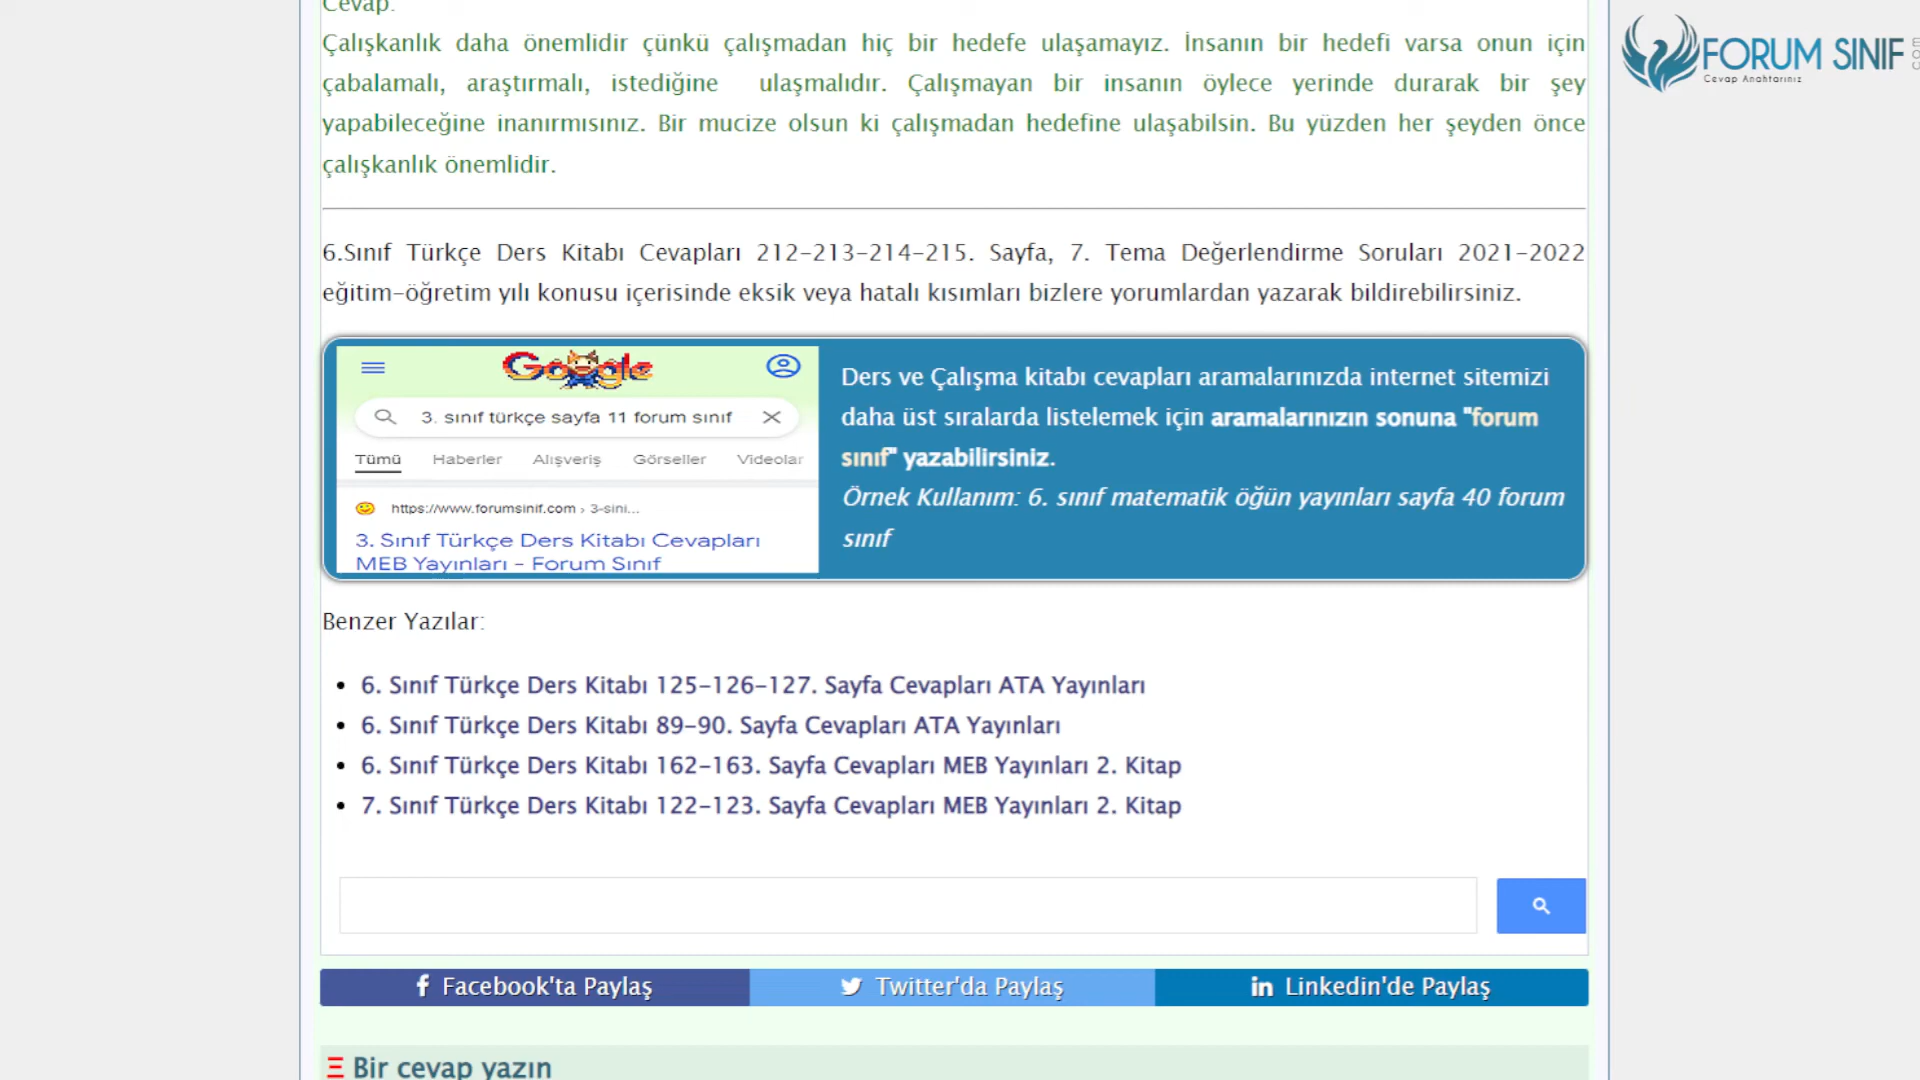 Cevap:
Çalışkanlık daha önemlidir çünkü çalışmadan hiç bir hedefe ulaşamayız. İnsanın bir hedefi varsa onun için
çabalamalı, araştırmalı, istediğine ulaşmalıdır. Çalışmayan bir insanın öylece yerinde durarak bir şey
yapabileceğine inanırmısınız. Bir mucize olsun ki çalışmadan hedefine ulaşabilsin. Bu yüzden her şeyden önce
çalışkanlık önemlidir.
6.Sınıf Türkçe Ders Kitabı Cevapları 212-213-214-215. Sayfa, 7. Tema Değerlendirme Soruları 2021-2022
eğitim-öğretim yılı konusu içerisinde eksik veya hatalı kısımları bizlere yorumlardan yazarak bildirebilirsiniz.
Google
3. sınıf türkçe sayfa 11 forum sınıf
Tümü Haberler Alışveriş Görseller Videolar
https://www.forumsinif.com › 3-sini...
3. Sınıf Türkçe Ders Kitabı Cevapları
MEB Yayınları - Forum Sınıf
Ders ve Çalışma kitabı cevapları aramalarınızda internet sitemizi
daha üst sıralarda listelemek için aramalarınızın sonuna "forum
sınıf" yazabilirsiniz.
Örnek Kullanım: 6. sınıf matematik öğün yayınları sayfa 40 forum
sınıf
Benzer Yazılar:
6. Sınıf Türkçe Ders Kitabı 125-126-127. Sayfa Cevapları ATA Yayınları
6. Sınıf Türkçe Ders Kitabı 89-90. Sayfa Cevapları ATA Yayınları
6. Sınıf Türkçe Ders Kitabı 162-163. Sayfa Cevapları MEB Yayınları 2. Kitap
7. Sınıf Türkçe Ders Kitabı 122-123. Sayfa Cevapları MEB Yayınları 2. Kitap
Facebook'ta Paylaş
Twitter'da Paylaş
Linkedin'de Paylaş
Bir cevap yazın
FORUM SINIF
Cevap Anahtarınız